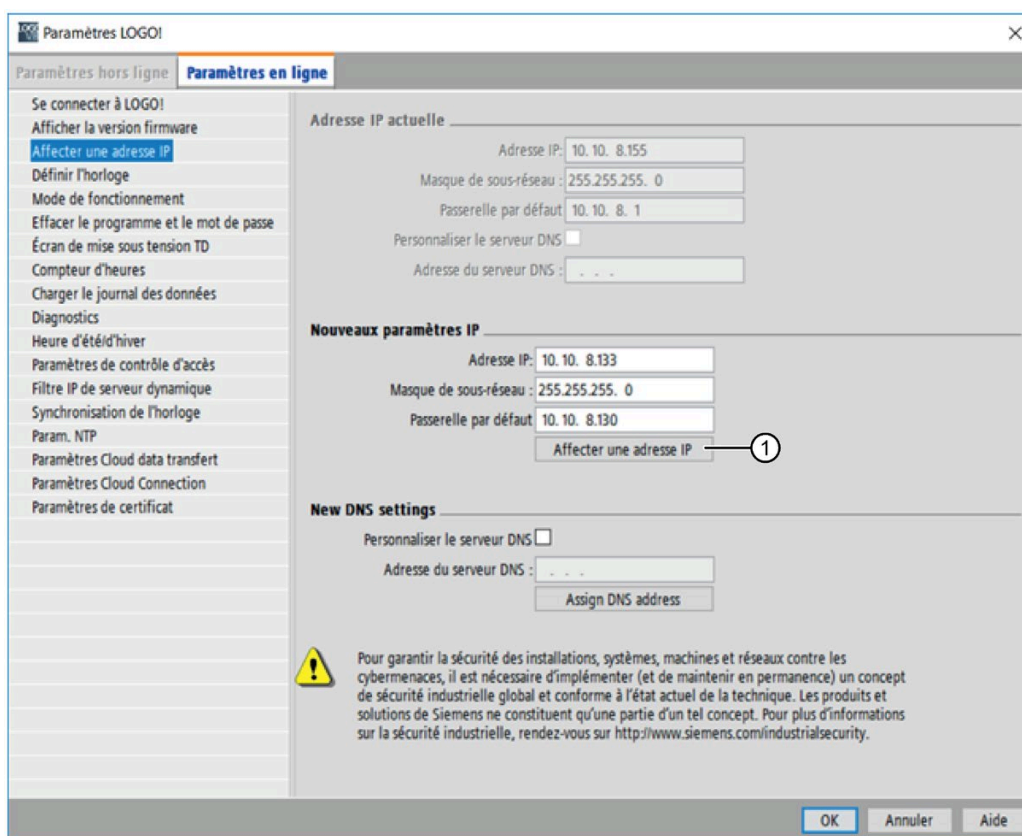 Paramètres LOGO!
Paramètres hors ligne
Paramètres en ligne
Se connecter à LOGO!
Afficher la version firmware
Affecter une adresse IP
Définir l'horloge
Mode de fonctionnement
Effacer le programme et le mot de passe
Écran de mise sous tension TD
Compteur d'heures
Charger le journal des données
Diagnostics
Heure d'été/d'hiver
Paramètres de contrôle d'accès
Filtre IP de serveur dynamique
Synchronisation de l'horloge
Param. NTP
Paramètres Cloud data transfert
Paramètres Cloud Connection
Paramètres de certificat
Adresse IP actuelle
Adresse IP: 10. 10. 8.155
Masque de sous-réseau : 255.255.255. 0
Passerelle par défaut 10. 10. 8. 1
Personnaliser le serveur DNS
Adresse du serveur DNS : . . .
Nouveaux paramètres IP
Adresse IP: 10. 10. 8.133
Masque de sous-réseau : 255.255.255. 0
Passerelle par défaut 10. 10. 8.130
Affecter une adresse IP 1
New DNS settings
Personnaliser le serveur DNS
Adresse du serveur DNS : . . .
Assign DNS address
Pour garantir la sécurité des installations, systèmes, machines et réseaux contre les
cybermenaces, il est nécessaire d'implémenter (et de maintenir en permanence) un concept
de sécurité industrielle global et conforme à l'état actuel de la technique. Les produits et
solutions de Siemens ne constituent qu'une partie d'un tel concept. Pour plus d'informations
sur la sécurité industrielle, rendez-vous sur http://www.siemens.com/industrialsecurity.
OK Annuler Aide